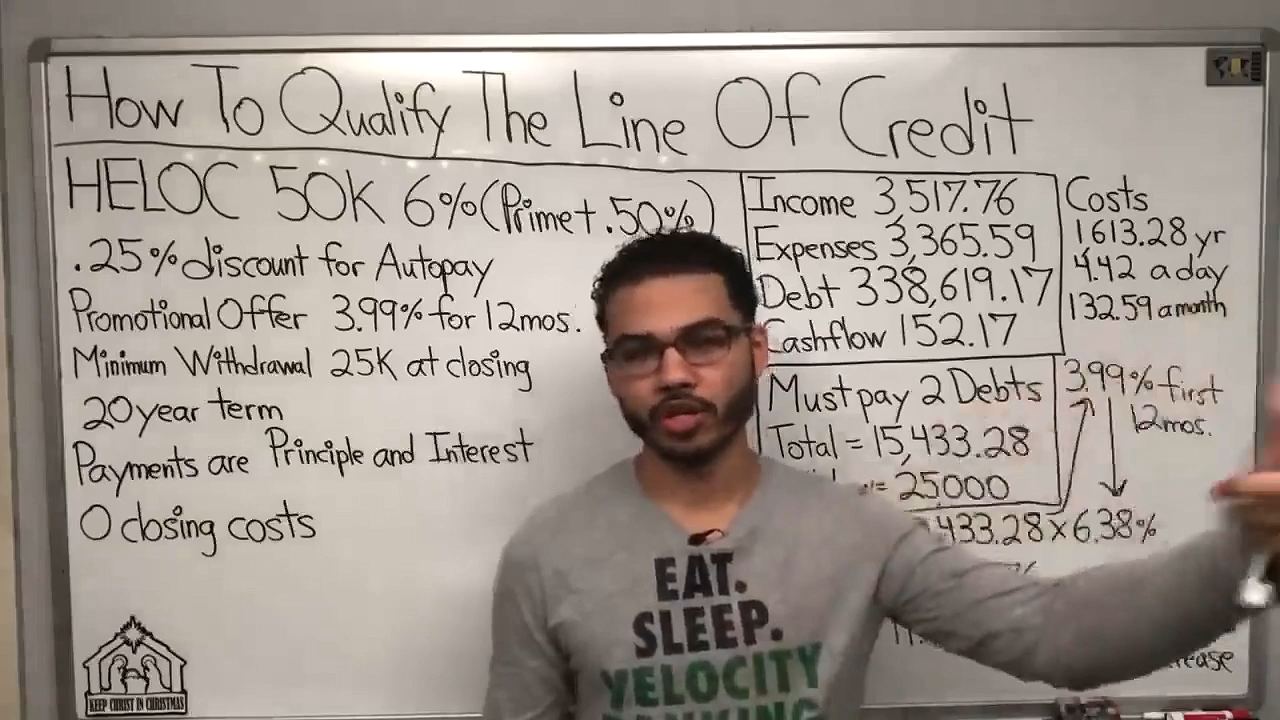 How To Qualify The Line Of Credit
HELOC 50K 6% (Prime + .50%)
.25% discount for Autopay
Promotional Offer 3.99% for 12mos.
Minimum Withdrawal 25K at closing
20 year term
Payments are Principle and Interest
0 closing costs
KEEP CHRIST IN CHRISTMAS
Income 3,517.76
Expenses 3,365.59
Debt 338,619.17
Cashflow 152.17
Must pay 2 Debts
Total = 15,433.28
= 25000
433.28 x 6.38%
Costs
1613.28 yr
4.42 a day
132.59 a month
3.99% first
12mos.
EAT.
SLEEP.
VELOCITY
BANKING